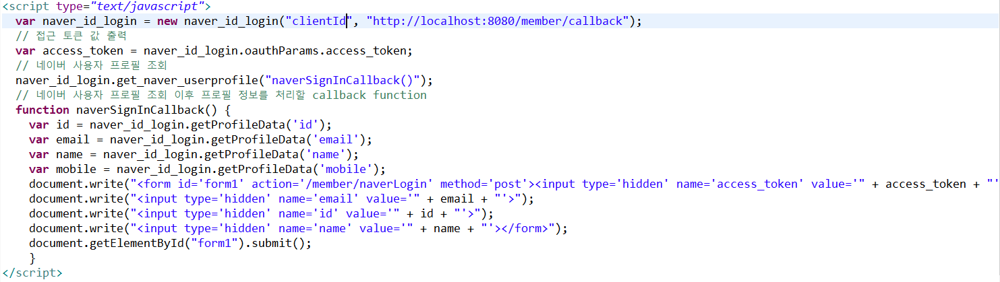 <script type="text/javascript">
var naver_id_login = new naver_id_login("clientId", "http://localhost:8080/member/callback");
// 접근 토큰 값 출력
var access_token = naver_id_login.oauthParams.access_token;
// 네이버 사용자 프로필 조회
naver_id_login.get_naver_userprofile("naverSignInCallback()");
// 네이버 사용자 프로필 조회 이후 프로필 정보를 처리할 callback function
function naverSignInCallback() {
var id = naver_id_login.getProfileData('id');
var email = naver_id_login.getProfileData('email');
var name = naver_id_login.getProfileData('name');
var mobile = naver_id_login.getProfileData('mobile');
document.write("<form id='form1' action='/member/naverLogin' method='post'><input type='hidden' name='access_token' value='" + access_token + "'
document.write("<input type='hidden' name='email' value='" + email + "'>");
document.write("<input type='hidden' name='id' value='" + id + "'>");
document.write("<input type='hidden' name='name' value='" + name + "'></form>");
document.getElementById("form1").submit();
}
</script>